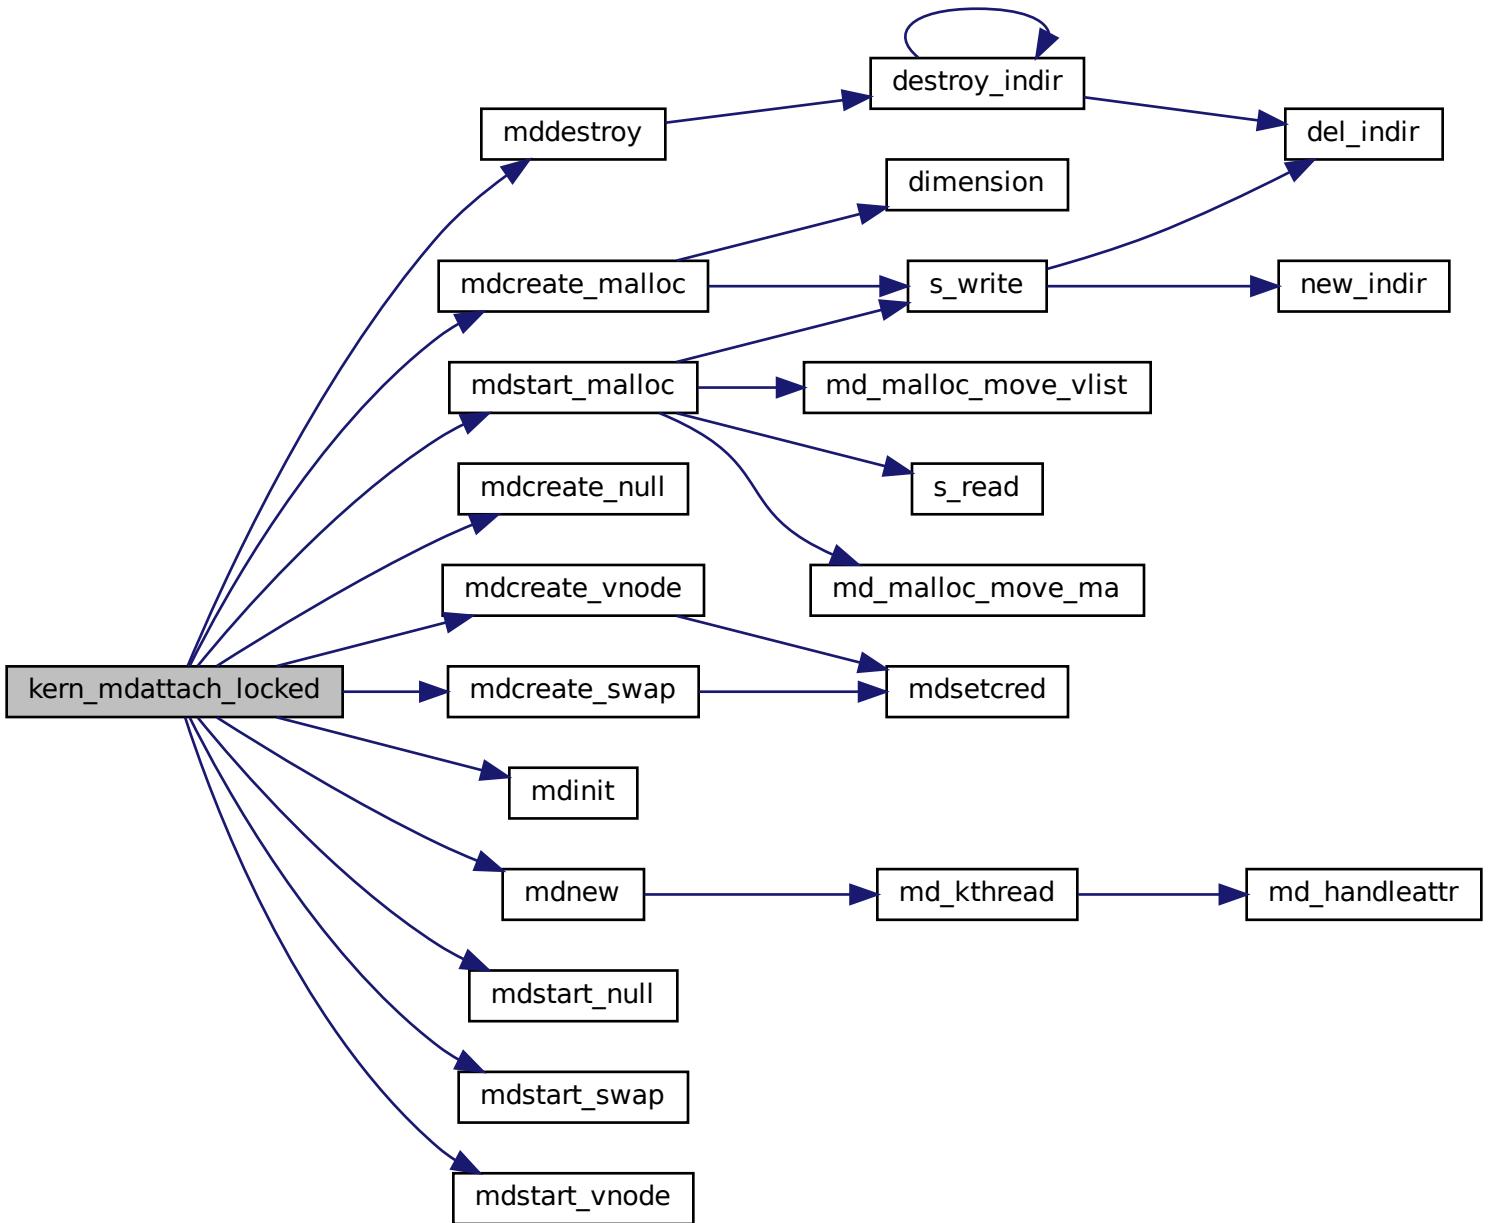 destroy_indir
mddestroy
del_indir
dimension
mdcreate_malloc
s_write
new_indir
mdstart_malloc
md_malloc_move_vlist
mdcreate_null
s_read
mdcreate_vnode
md_malloc_move_ma
kern_mdattach_locked
mdcreate_swap
mdsetcred
mdinit
mdnew
md_kthread
md_handleattr
mdstart_null
mdstart_swap
mdstart_vnode